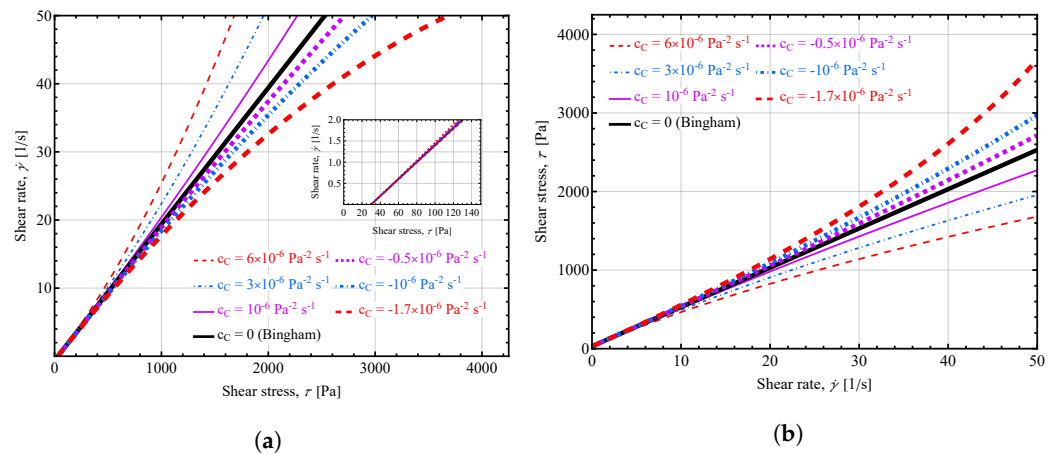 50
40
30
20
10
0
1000
2000
3000
4000
Shear rate, γ̇ [1/s]
Shear stress, τ [Pa]
2.0
1.5
1.0
0.5
0 20 40 60 80 100 120 140
Shear rate, γ̇ [1/s]
Shear stress, τ [Pa]
c_C = 6×10⁻⁶ Pa⁻² s⁻¹
c_C = 3×10⁻⁶ Pa⁻² s⁻¹
c_C = 10⁻⁶ Pa⁻² s⁻¹
c_C = 0 (Bingham)
c_C = -0.5×10⁻⁶ Pa⁻² s⁻¹
c_C = -10⁻⁶ Pa⁻² s⁻¹
c_C = -1.7×10⁻⁶ Pa⁻² s⁻¹
(a)
4000
3000
2000
1000
0
0 10 20 30 40 50
Shear stress, τ [Pa]
Shear rate, γ̇ [1/s]
c_C = 6×10⁻⁶ Pa⁻² s⁻¹
c_C = 3×10⁻⁶ Pa⁻² s⁻¹
c_C = 10⁻⁶ Pa⁻² s⁻¹
c_C = 0 (Bingham)
c_C = -0.5×10⁻⁶ Pa⁻² s⁻¹
c_C = -10⁻⁶ Pa⁻² s⁻¹
c_C = -1.7×10⁻⁶ Pa⁻² s⁻¹
(b)